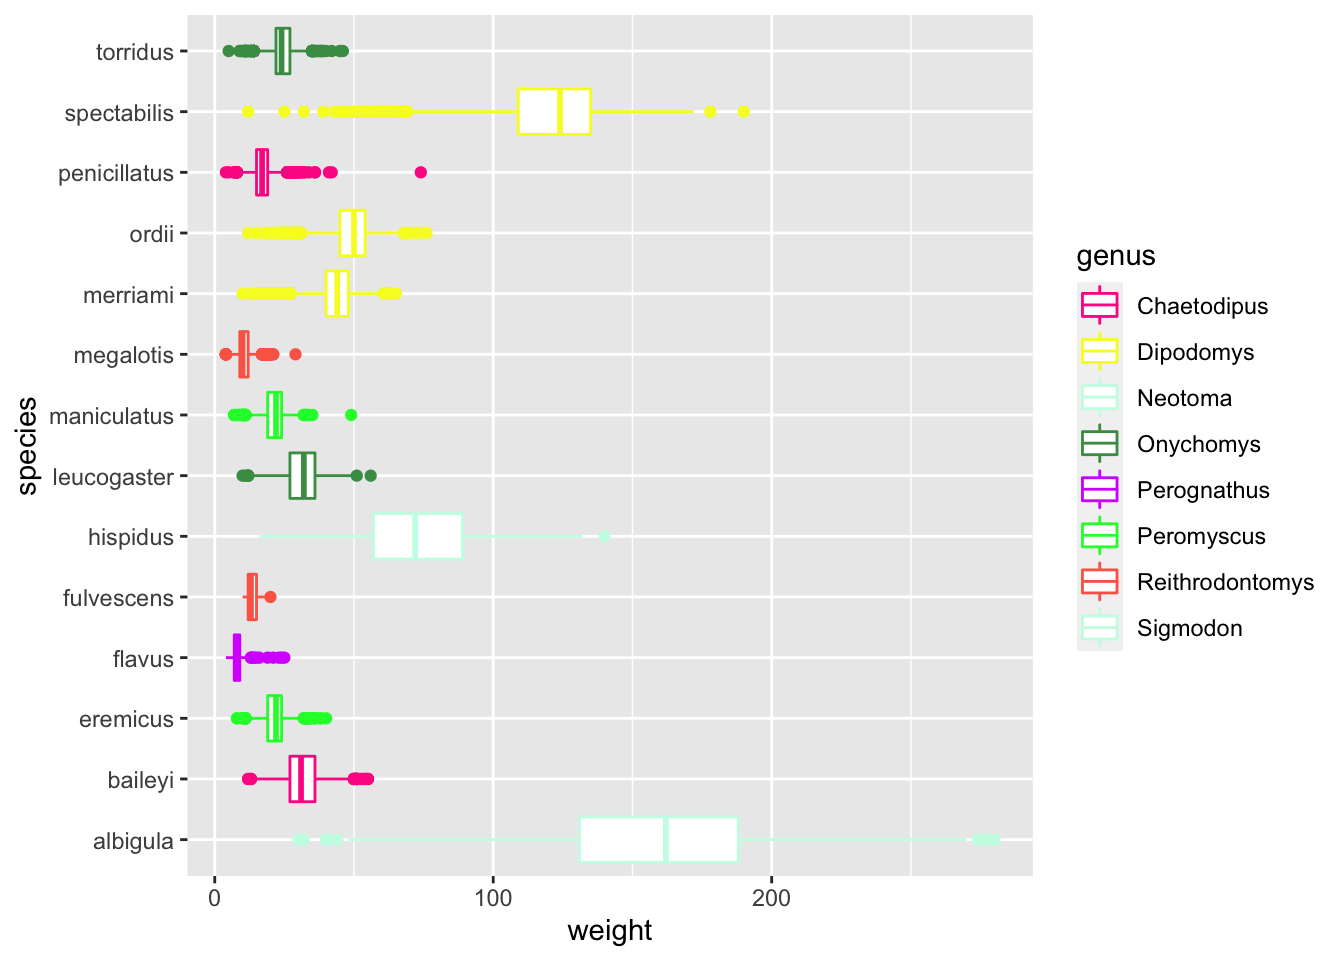 torridus
spectabilis
penicillatus
ordii
merriami
megalotis
maniculatus
leucogaster
hispidus
fulvescens
flavus
eremicus
baileyi
albigula
species
0 100 200
weight
genus
Chaetodipus
Dipodomys
Neotoma
Onychomys
Perognathus
Peromyscus
Reithrodontomys
Sigmodon